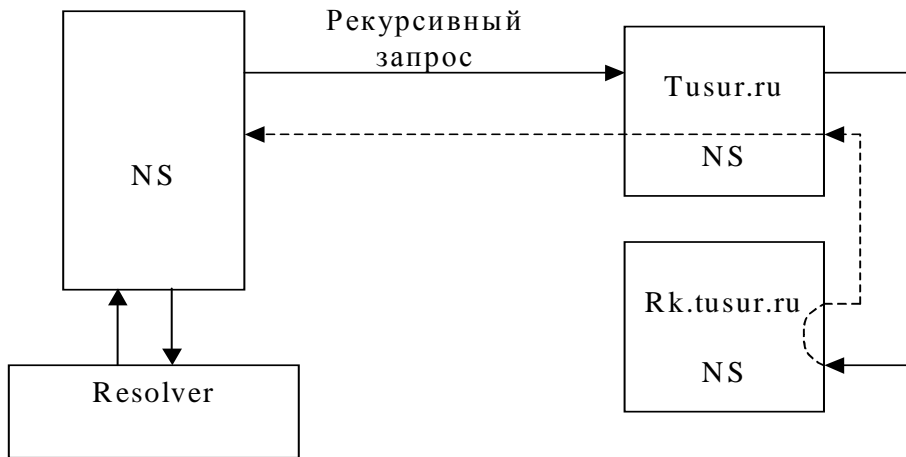 Рекурсивный
запрос
Tusur.ru
NS
NS
Rk.tusur.ru
NS
Resolver